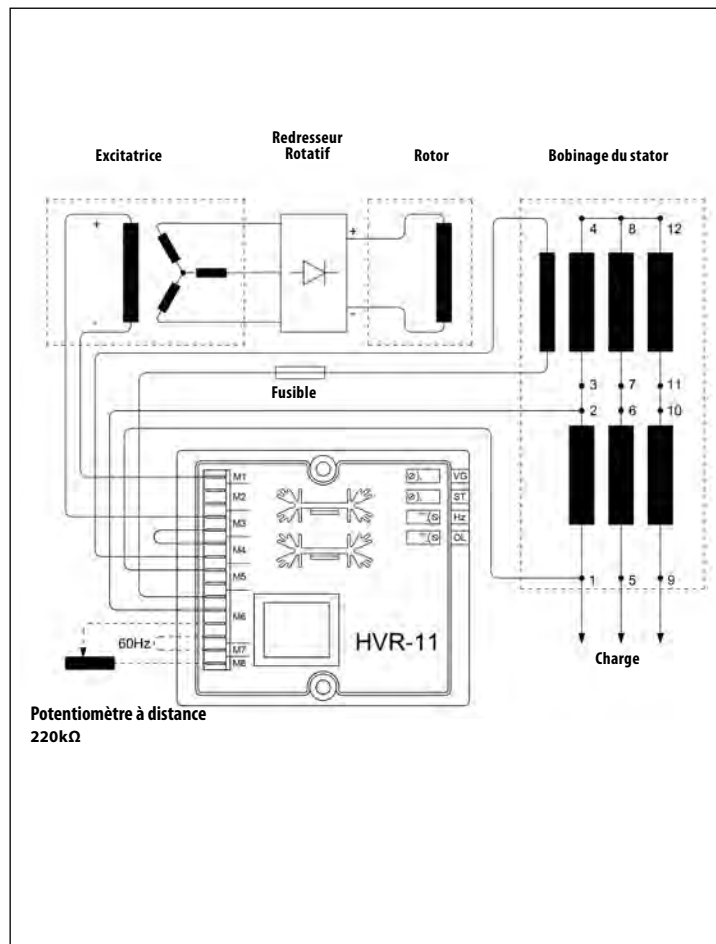 Redresseur
Rotatif
Excitatrice
Rotor
Bobinage du stator
+
-
+
-
4 8 12
3 7 11
2 6 10
1 5 9
Fusible
M1
M2
M3
M4
M5
M6
M7
M8
VG
ST
Hz
OL
60Hz
HVR-11
Charge
Potentiomètre à distance
220kΩ